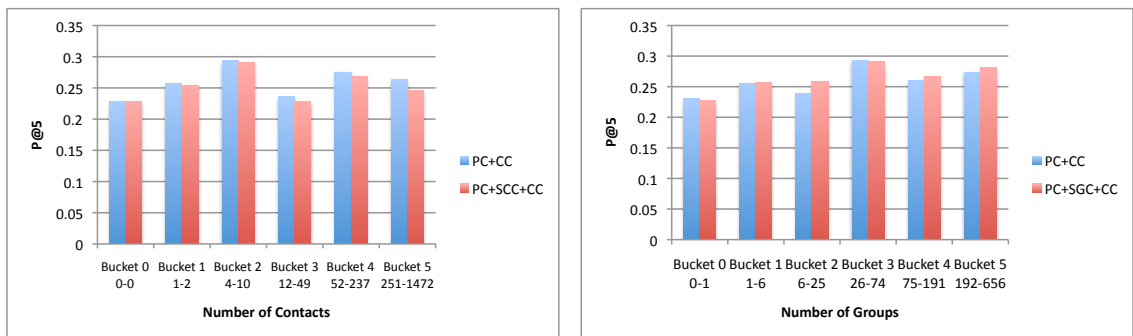 0.35
0.3
0.25
0.2
0.15
0.1
0.05
0
P@5
Bucket 0 Bucket 1 Bucket 2 Bucket 3 Bucket 4 Bucket 5
0-0 1-2 4-10 12-49 52-237 251-1472
Number of Contacts
PC+CC
PC+SCC+CC
0.35
0.3
0.25
0.2
0.15
0.1
0.05
0
P@5
Bucket 0 Bucket 1 Bucket 2 Bucket 3 Bucket 4 Bucket 5
0-1 1-6 6-25 26-74 75-191 192-656
Number of Groups
PC+CC
PC+SGC+CC